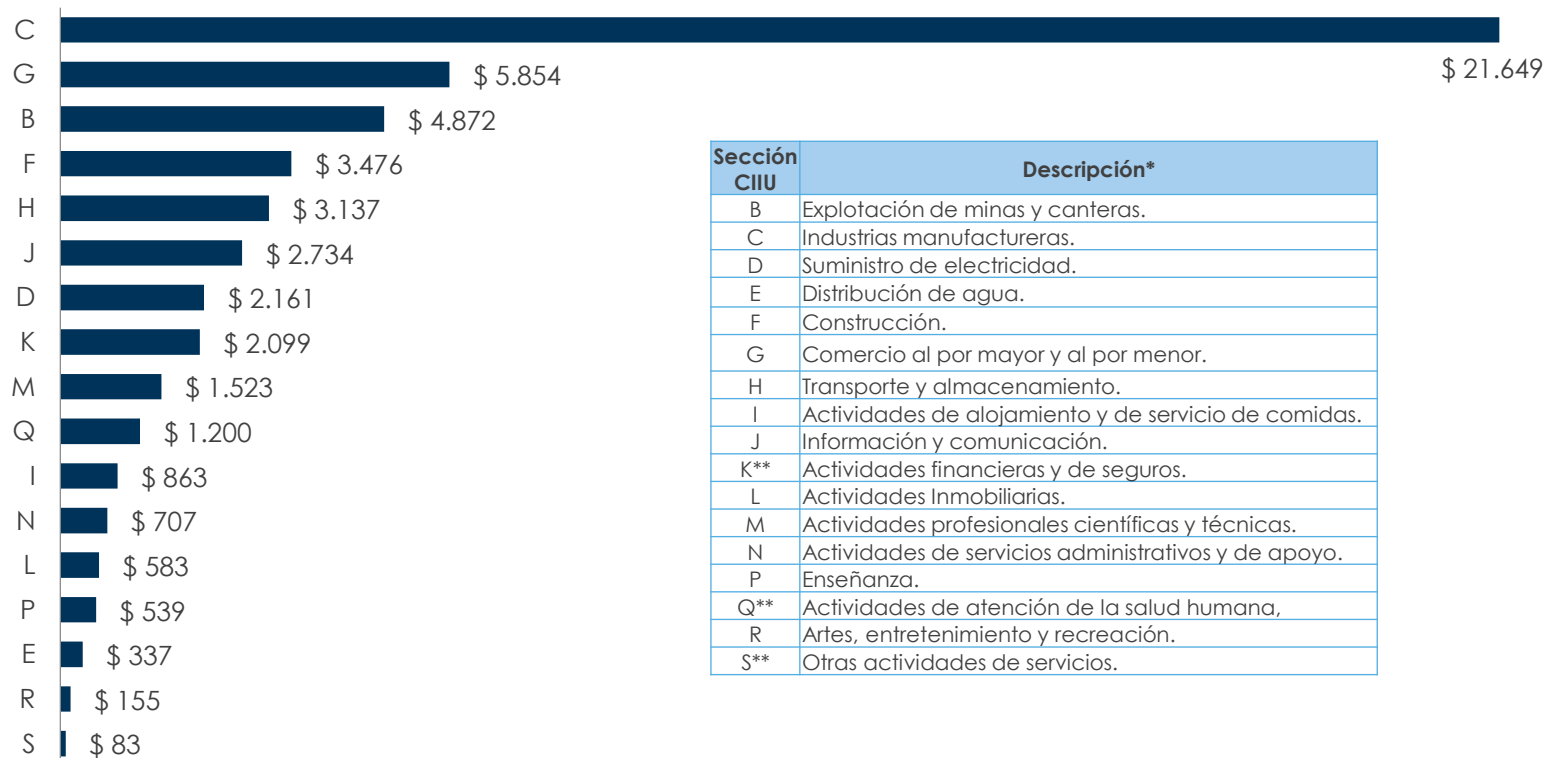 C
$ 21.649
G
$ 5.854
B
$ 4.872
F
$ 3.476
H
$ 3.137
J
$ 2.734
D
$ 2.161
K
$ 2.099
M
$ 1.523
Q
$ 1.200
I
$ 863
N
$ 707
L
$ 583
P
$ 539
E
$ 337
R
$ 155
S
$ 83
Sección CIIU Descripción*
B Explotación de minas y canteras.
C Industrias manufactureras.
D Suministro de electricidad.
E Distribución de agua.
F Construcción.
G Comercio al por mayor y al por menor.
H Transporte y almacenamiento.
I Actividades de alojamiento y de servicio de comidas.
J Información y comunicación.
K** Actividades financieras y de seguros.
L Actividades Inmobiliarias.
M Actividades profesionales científicas y técnicas.
N Actividades de servicios administrativos y de apoyo.
P Enseñanza.
Q** Actividades de atención de la salud humana,
R Artes, entretenimiento y recreación.
S** Otras actividades de servicios.